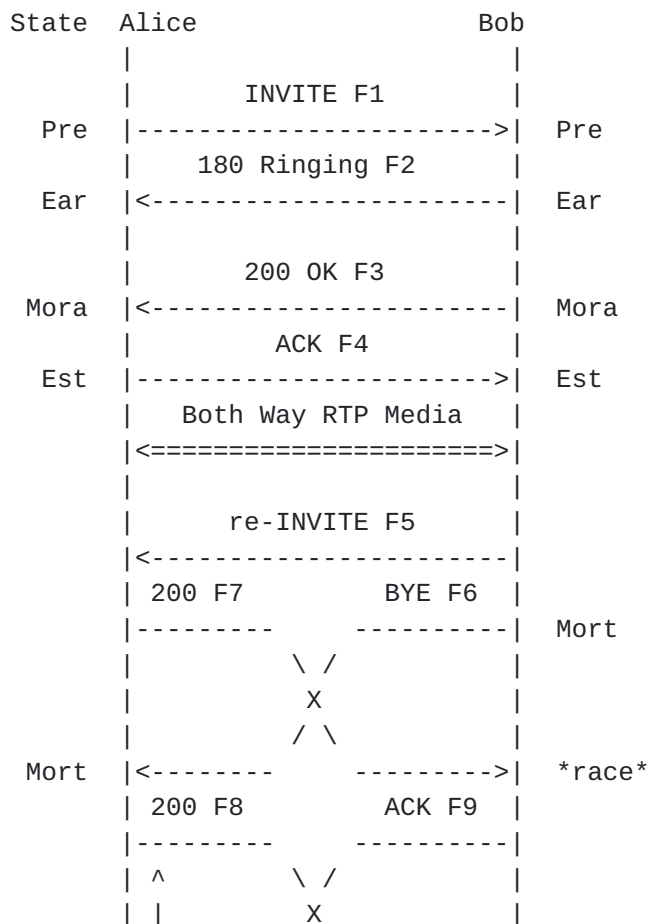 State  Alice                       Bob
       |                        |
       |       INVITE F1        |
  Pre  |----------------------->|  Pre
       |    180 Ringing F2      |
  Ear  |<-----------------------|  Ear
       |                        |
       |       200 OK F3        |
 Mora  |<-----------------------|  Mora
       |         ACK F4         |
  Est  |----------------------->|  Est
       |   Both Way RTP Media   |
       |<======================>|
       |                        |
       |      re-INVITE F5      |
       |<-----------------------|
       | 200 F7       BYE F6  |
       |---------     ----------|  Mort
       |          \ /           |
       |           X            |
       |          / \           |
 Mort  |<--------     --------->|  *race*
       | 200 F8       ACK F9  |
       |---------     ----------|
       | ^        \ /           |
       | |         X            |